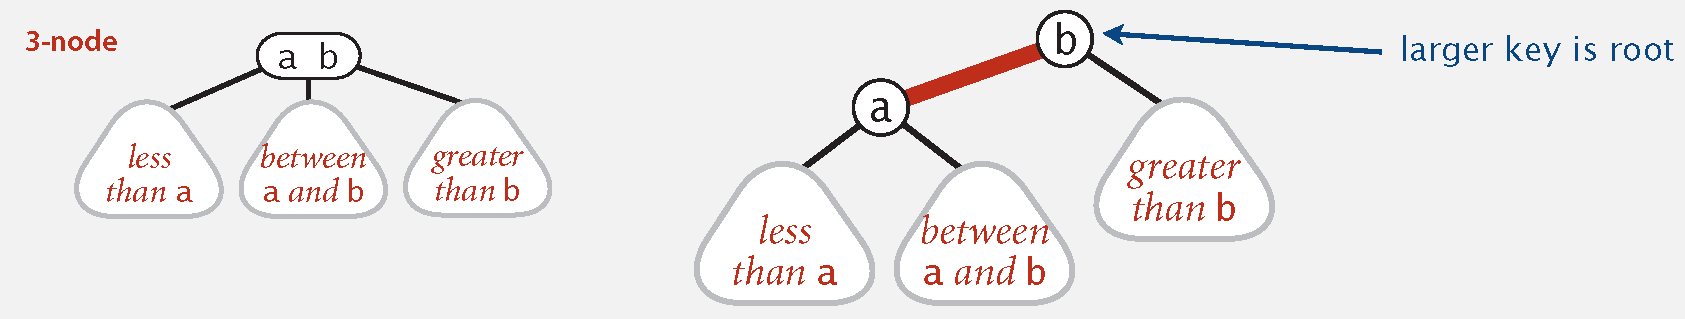 3-node
a b
less
than a
between
a and b
greater
than b
b
larger key is root
a
greater
than b
less
than a
between
a and b